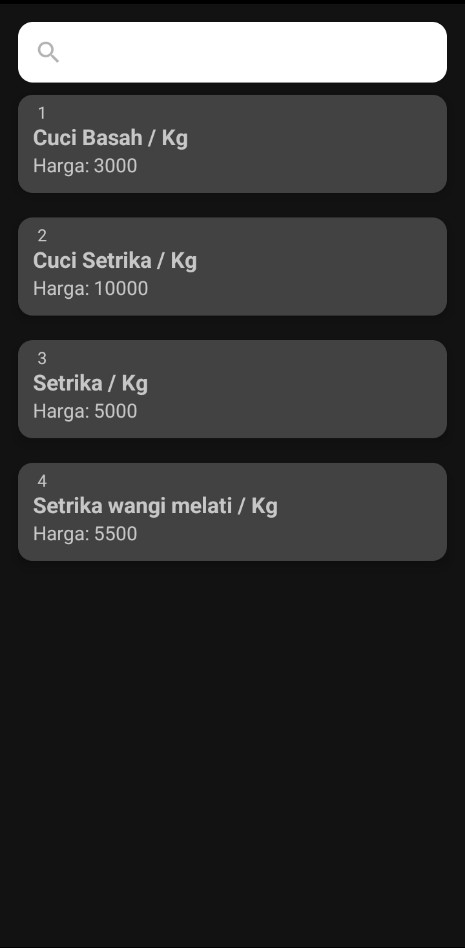 1
Cuci Basah / Kg
Harga: 3000
2
Cuci Setrika / Kg
Harga: 10000
3
Setrika / Kg
Harga: 5000
4
Setrika wangi melati / Kg
Harga: 5500